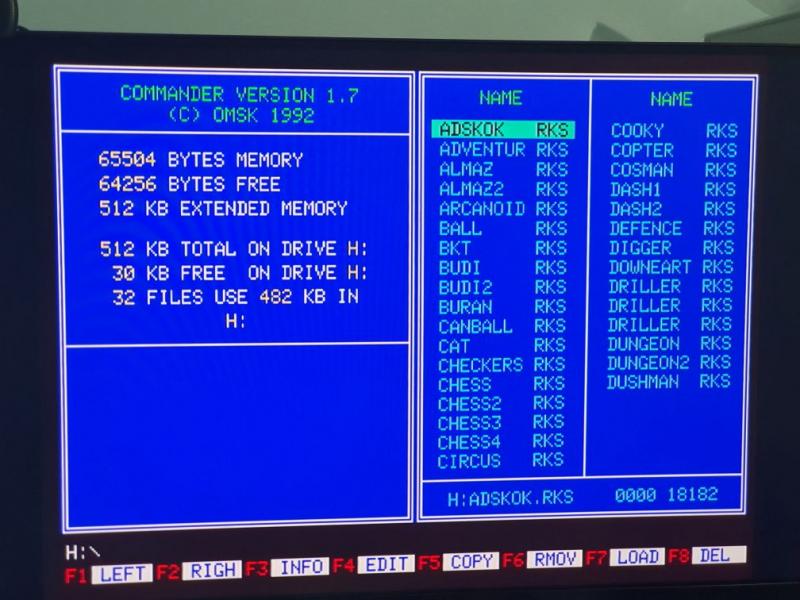 COMMANDER VERSION 1.7
(C) OMSK 1992
65504 BYTES MEMORY
64256 BYTES FREE
512 KB EXTENDED MEMORY
512 KB TOTAL ON DRIVE H:
30 KB FREE ON DRIVE H:
32 FILES USE 482 KB IN
H:
NAME
ADSKOK RKS
ADVENTUR RKS
ALMAZ RKS
ALMAZ2 RKS
ARCANOID RKS
BALL RKS
BKT RKS
BUDI RKS
BUDI2 RKS
BURAN RKS
CANBALL RKS
CAT RKS
CHECKERS RKS
CHESS RKS
CHESS2 RKS
CHESS3 RKS
CHESS4 RKS
CIRCUS RKS
NAME
COOKY RKS
COPTER RKS
COSMAN RKS
DASH1 RKS
DASH2 RKS
DEFENCE RKS
DIGGER RKS
DOWNEART RKS
DRILLER RKS
DRILLER RKS
DRILLER RKS
DUNGEON RKS
DUNGEON2 RKS
DUSHMAN RKS
H:ADSKOK.RKS 0000 18182
H:\
F1 LEFT F2 RIGH F3 INFO F4 EDIT F5 COPY F6 RMOV F7 LOAD F8 DEL